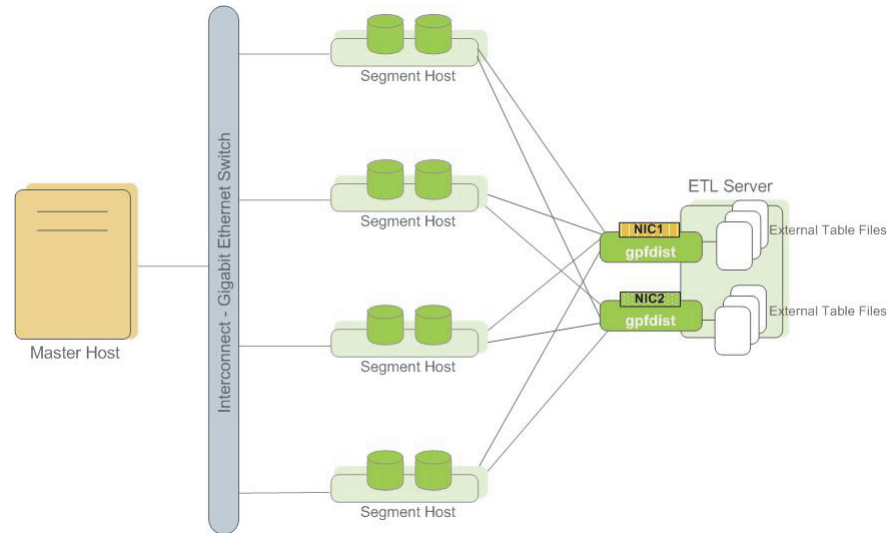 Segment Host
Segment Host
Segment Host
Segment Host
Interconnect - Gigabit Ethernet Switch
Master Host
ETL Server
NIC1
gpfdist
External Table Files
NIC2
gpfdist
External Table Files